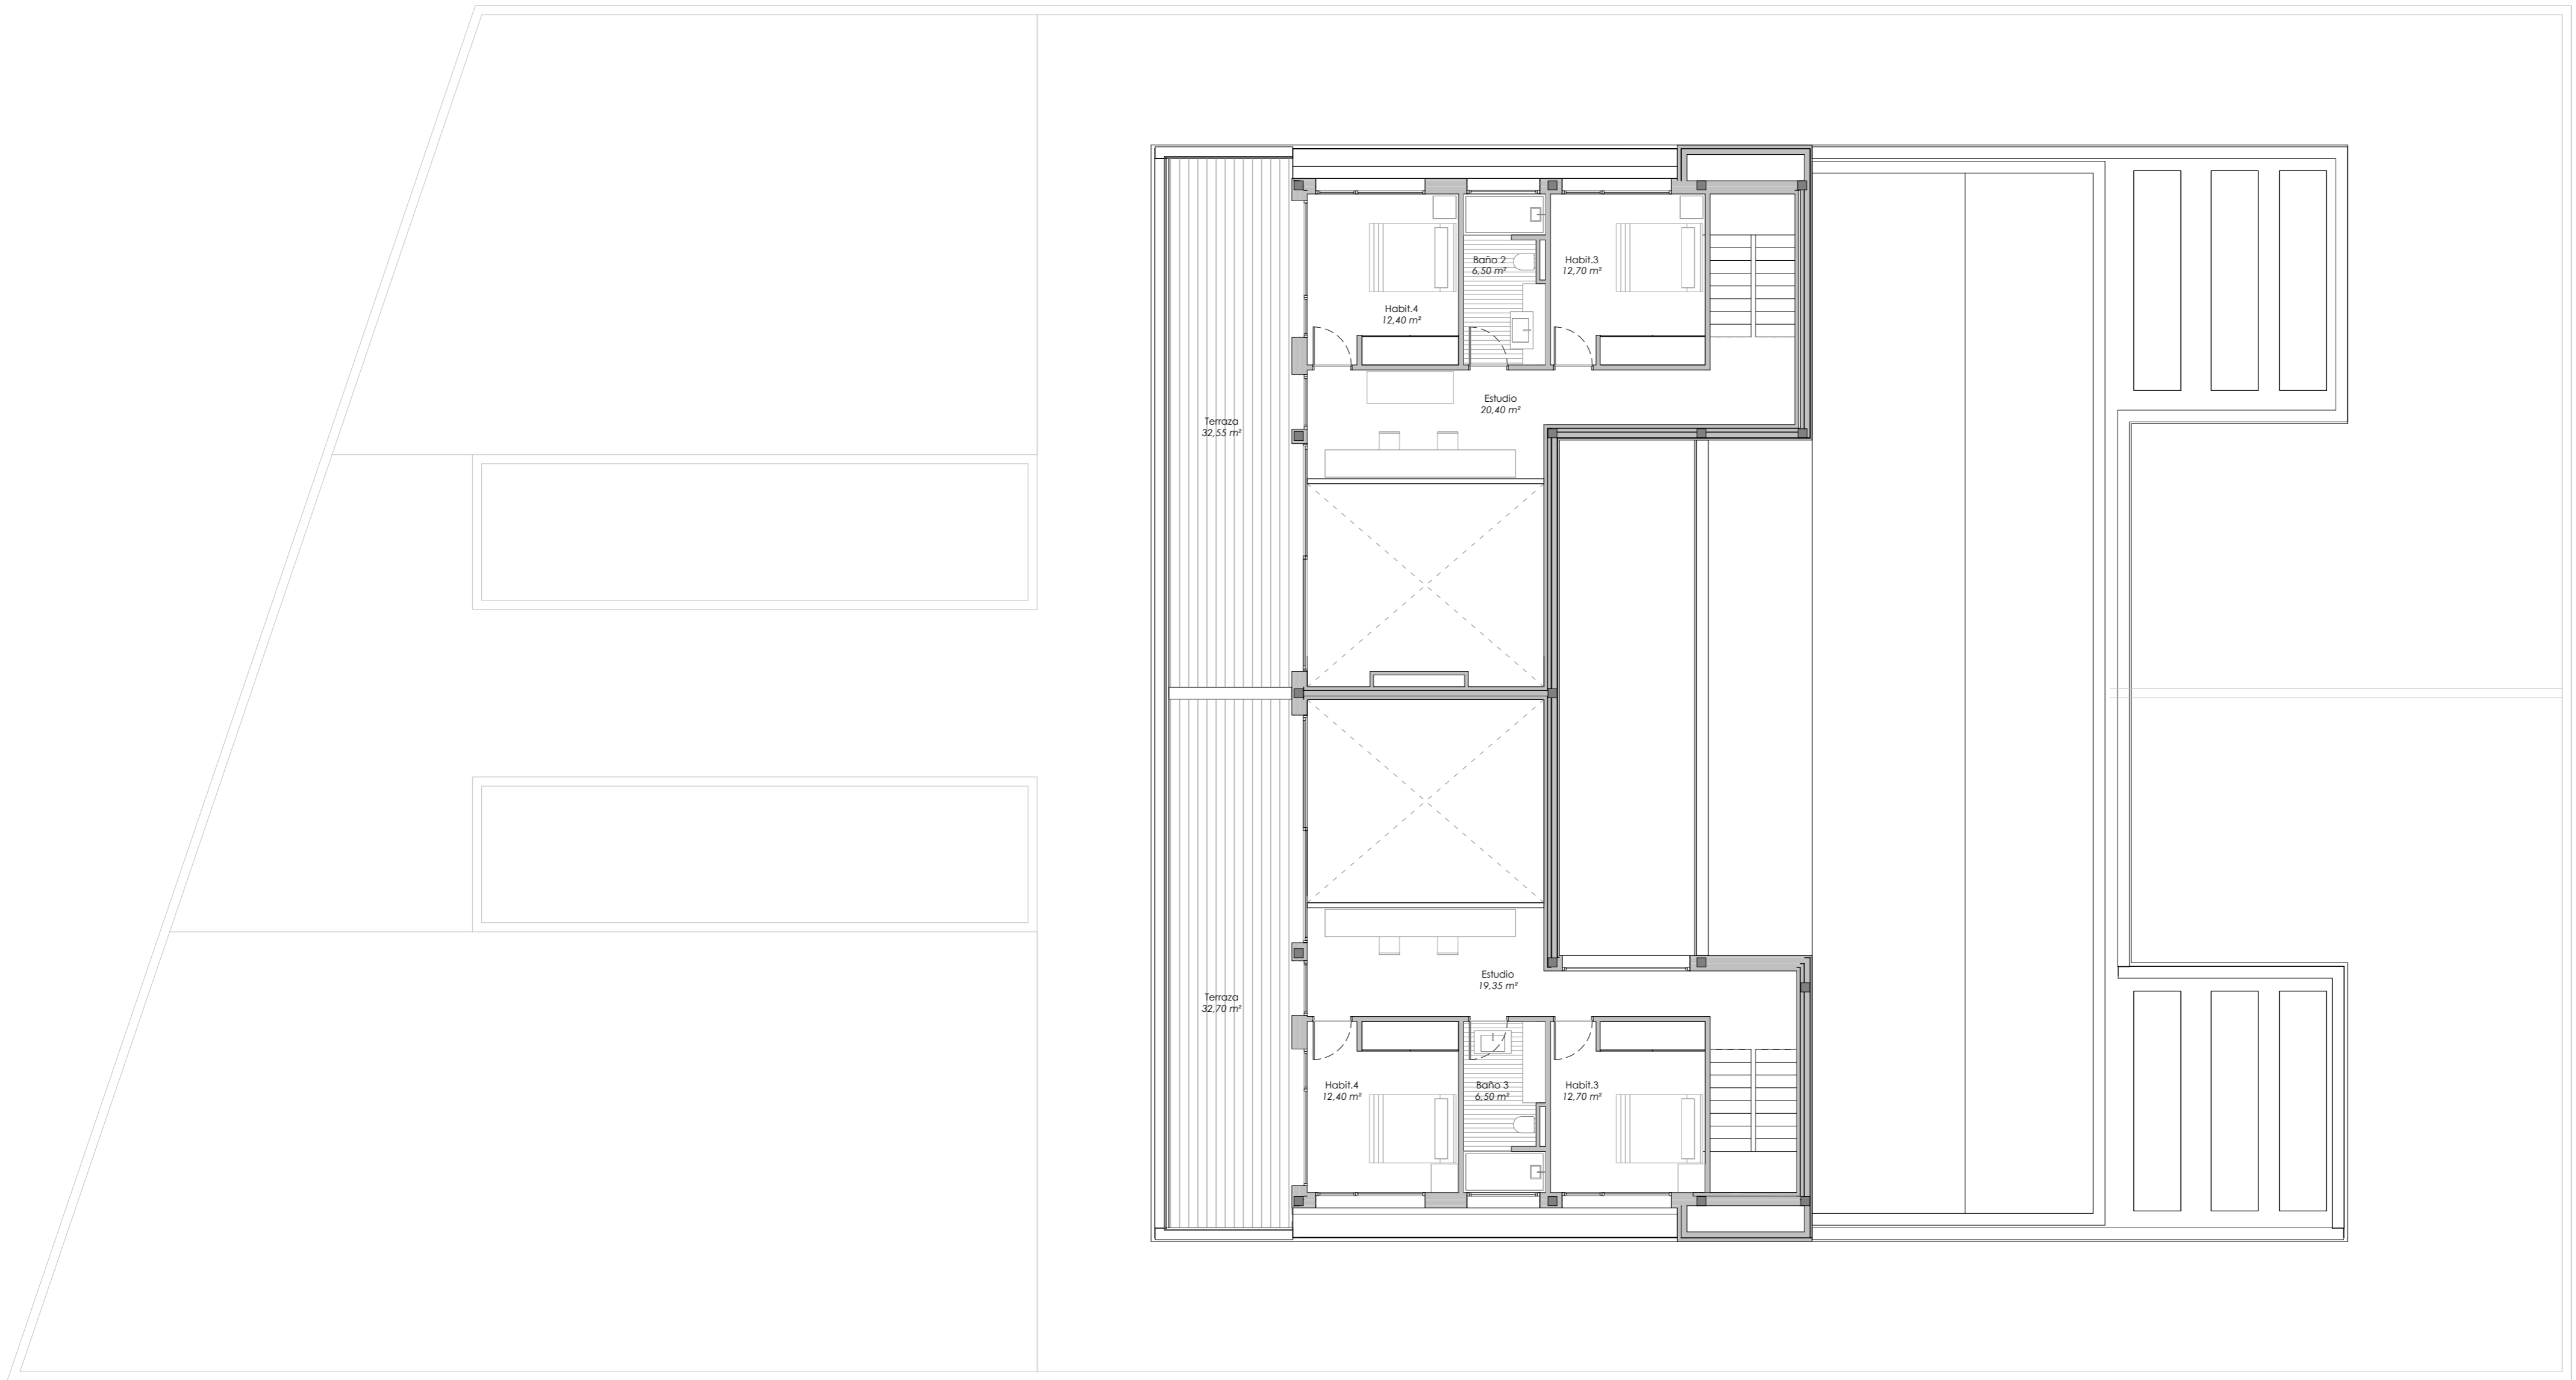 Baño 2
6,50 m²
Habit.3
12,70 m²
Habit.4
12,40 m²
Estudio
20,40 m²
Terraza
32,55 m²
Estudio
19,35 m²
Terraza
32,70 m²
Habit.4
12,40 m²
Baño 3
6,50 m²
Habit.3
12,70 m²